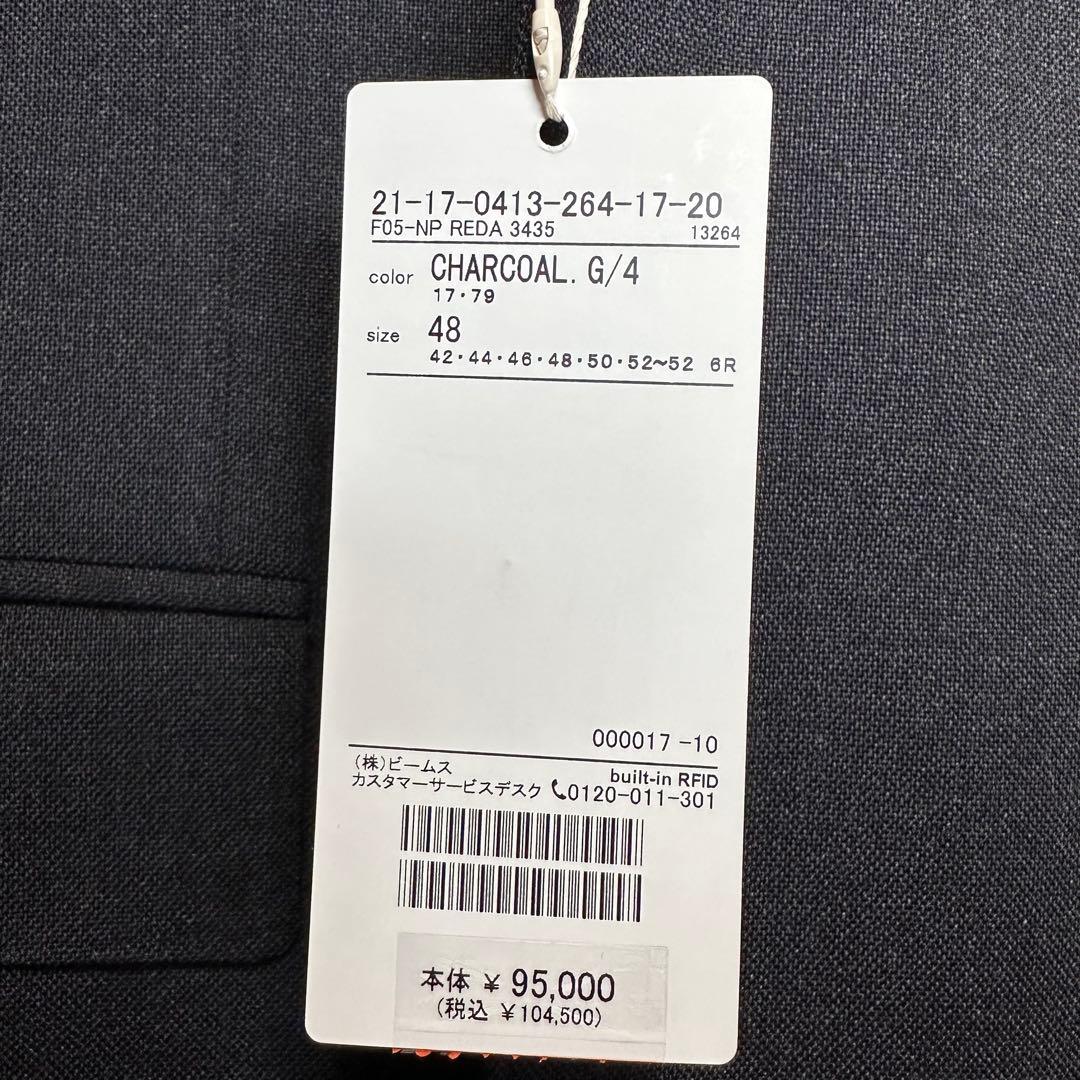 21-17-0413-264-17-20
F05-NP REDA 3435 13264
color CHARCOAL. G/4
17・79
size 48
42・44・46・48・50・52~52 6R
000017 -10
(株)ビームス built-in RFID
カスタマーサービスデスク 0120-011-301
本体 ¥ 95,000
(税込 ¥104,500)